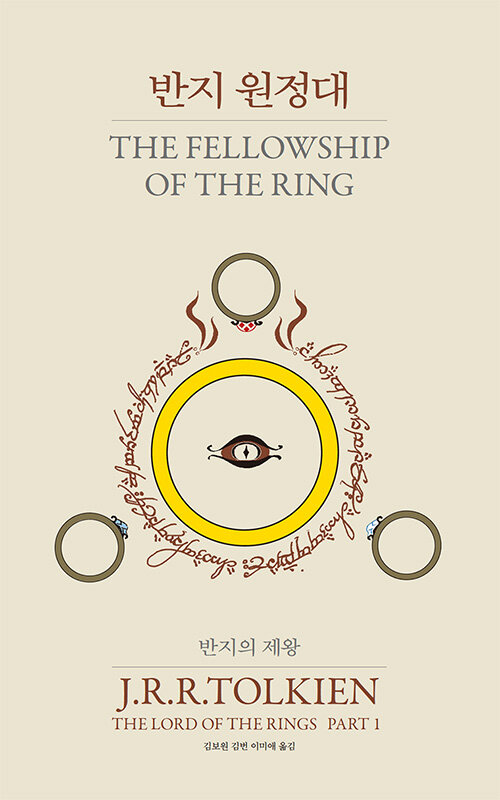 반지 원정대
THE FELLOWSHIP
OF THE RING
반지의 제왕
J.R.R.TOLKIEN
THE LORD OF THE RINGS PART 1
김보원 김번 이미애 옮김